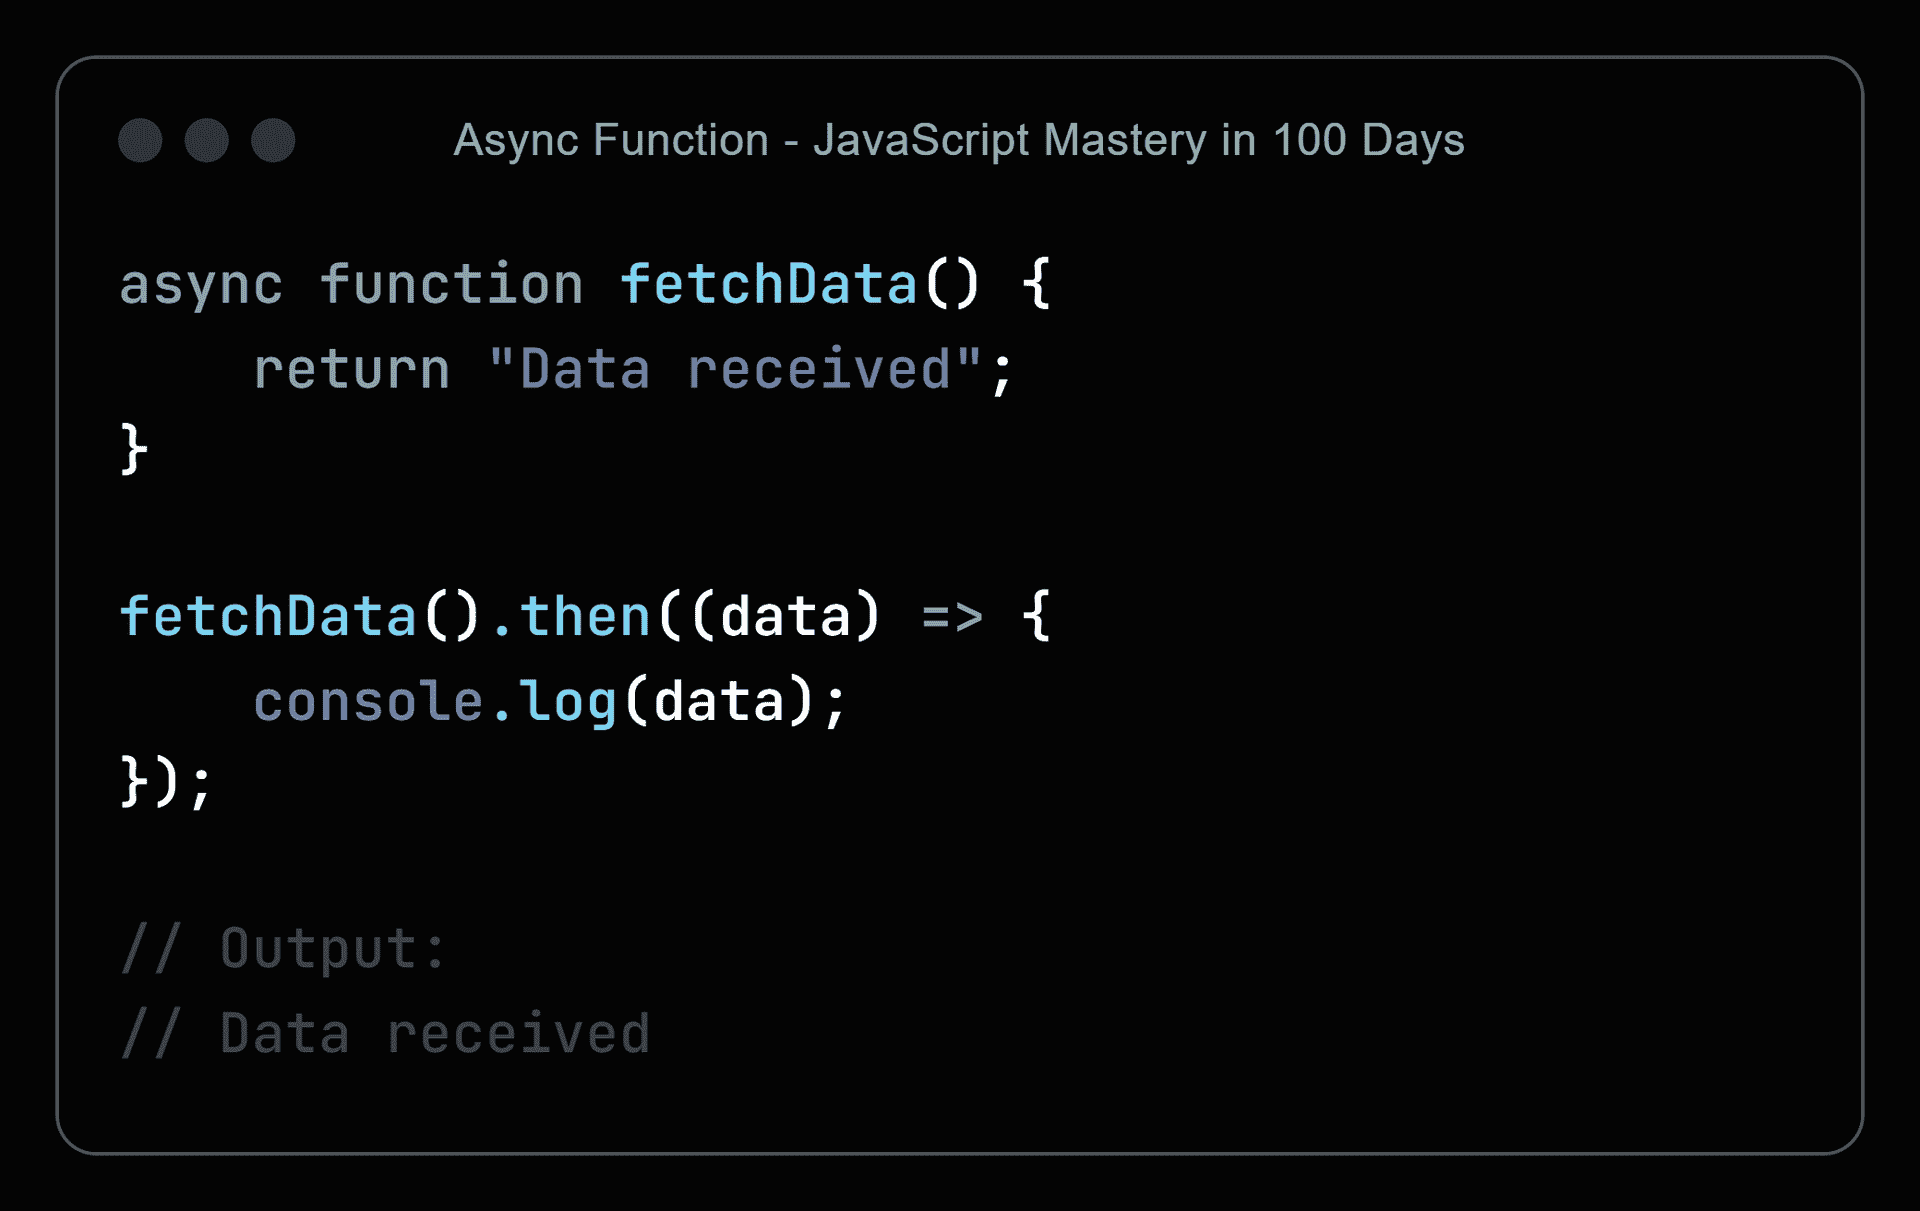 Async Function - JavaScript Mastery in 100 Days
async function fetchData() {
    return "Data received";
}
fetchData().then((data) => {
    console.log(data);
});
// Output:
// Data received